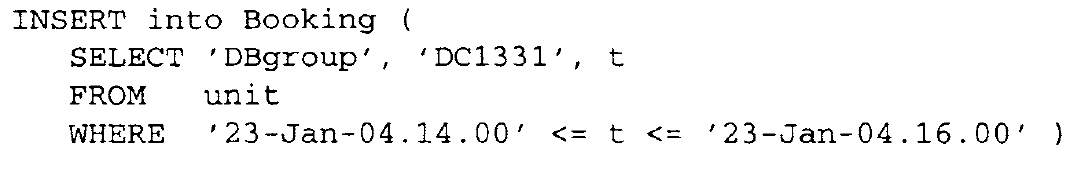 INSERT into Booking (
SELECT 'DBgroup', 'DC1331', t
FROM unit
WHERE '23-Jan-04.14.00' <= t <= '23-Jan-04.16.00' )